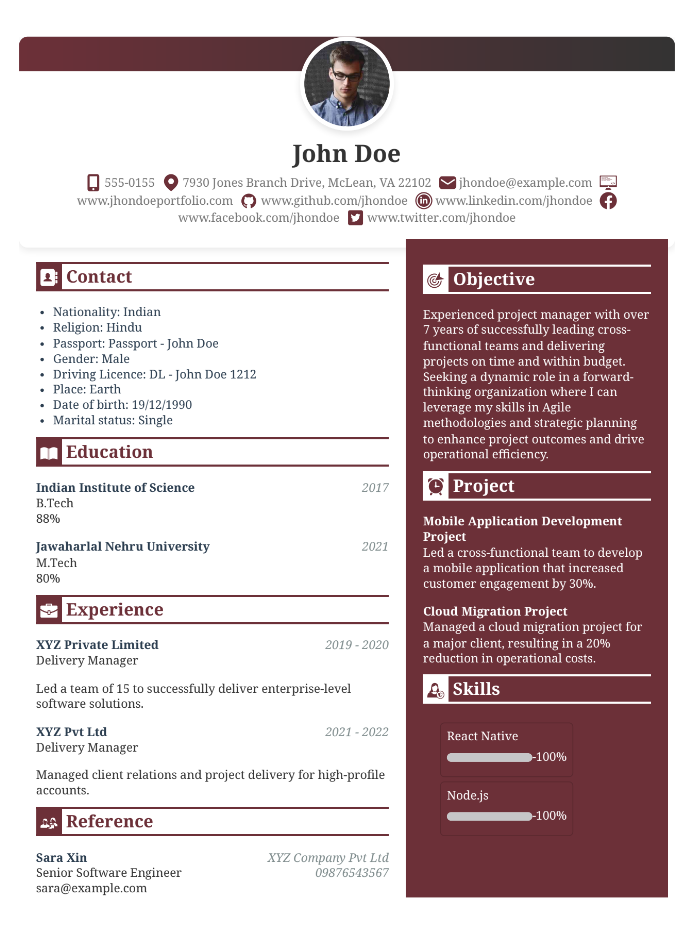 John Doe
555-0155 7930 Jones Branch Drive, McLean, VA 22102 jhondoe@example.com
www.jhondoeportfolio.com www.github.com/jhondoe www.linkedin.com/jhondoe
www.facebook.com/jhondoe www.twitter.com/jhondoe
Contact
• Nationality: Indian
• Religion: Hindu
• Passport: Passport - John Doe
• Gender: Male
• Driving Licence: DL - John Doe 1212
• Place: Earth
• Date of birth: 19/12/1990
• Marital status: Single
Education
Indian Institute of Science 2017
B.Tech
88%
Jawaharlal Nehru University 2021
M.Tech
80%
Experience
XYZ Private Limited 2019 - 2020
Delivery Manager
Led a team of 15 to successfully deliver enterprise-level
software solutions.
XYZ Pvt Ltd 2021 - 2022
Delivery Manager
Managed client relations and project delivery for high-profile
accounts.
Reference
Sara Xin XYZ Company Pvt Ltd
Senior Software Engineer 09876543567
sara@example.com
Objective
Experienced project manager with over
7 years of successfully leading cross-
functional teams and delivering
projects on time and within budget.
Seeking a dynamic role in a forward-
thinking organization where I can
leverage my skills in Agile
methodologies and strategic planning
to enhance project outcomes and drive
operational efficiency.
Project
Mobile Application Development
Project
Led a cross-functional team to develop
a mobile application that increased
customer engagement by 30%.
Cloud Migration Project
Managed a cloud migration project for
a major client, resulting in a 20%
reduction in operational costs.
Skills
React Native
-100%
Node.js
-100%